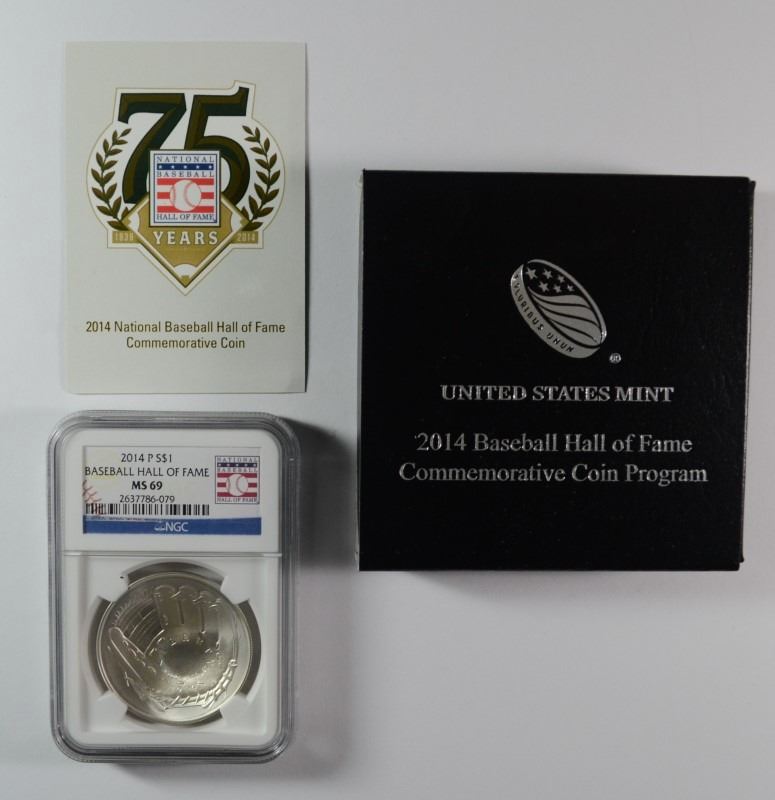 75
NATIONAL
BASEBALL
HALL OF FAME
1939 YEARS 2014
2014 National Baseball Hall of Fame
Commemorative Coin
PLURIBUS UNUM
UNITED STATES MINT
2014 Baseball Hall of Fame
Commemorative Coin Program
2014 P S$1
BASEBALL HALL OF FAME
MS 69
2637786-079
NATIONAL
BASEBALL
HALL OF FAME
NGC